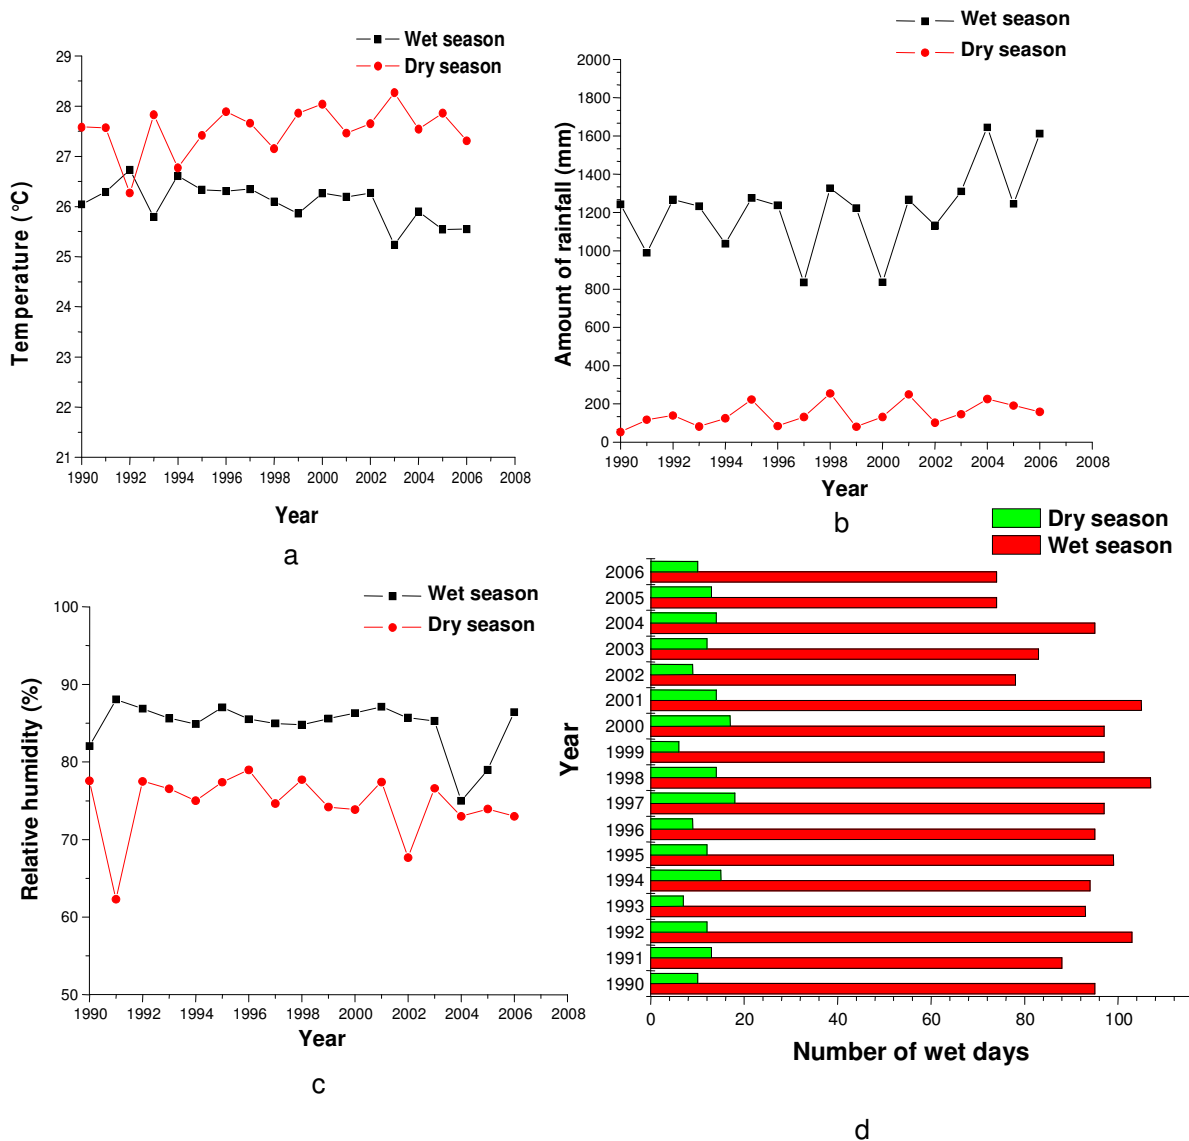 Wet season
Dry season
29
28
27
26
25
24
23
22
21
Temperature (°C)
1990 1992 1994 1996 1998 2000 2002 2004 2006 2008
Year
a
Wet season
Dry season
2000
1800
1600
1400
1200
1000
800
600
400
200
0
Amount of rainfall (mm)
1990 1992 1994 1996 1998 2000 2002 2004 2006 2008
Year
b
Wet season
Dry season
100
90
80
70
60
50
Relative humidity (%)
1990 1992 1994 1996 1998 2000 2002 2004 2006 2008
Year
c
Dry season
Wet season
2006
2005
2004
2003
2002
2001
2000
1999
1998
1997
1996
1995
1994
1993
1992
1991
1990
Year
0 20 40 60 80 100
Number of wet days
d